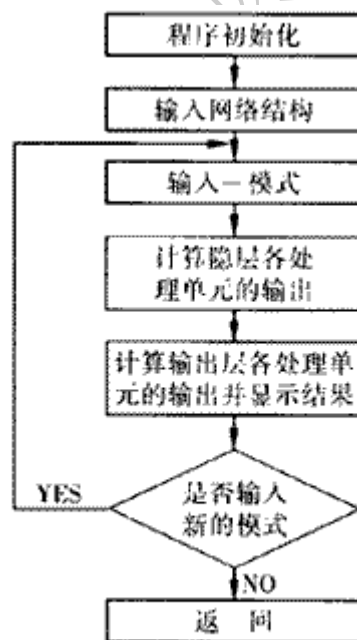 程序初始化
输入网络结构
输入一模式
计算隐层各处
理单元的输出
计算输出层各处理单
元的输出并显示结果
是否输入
新的模式
YES
NO
返 回